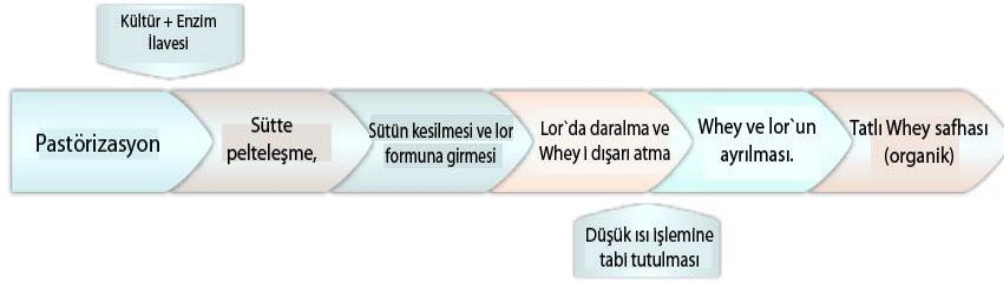 Kültür + Enzim
İlavesi
Pastörizasyon
Sütte
pelteleşme,
Sütün kesilmesi ve lor
formuna girmesi
Lor`da daralma ve
Whey I dışarı atma
Whey ve lor`un
ayrılması.
Tatlı Whey safhası
(organik)
Düşük ısı işlemine
tabi tutulması